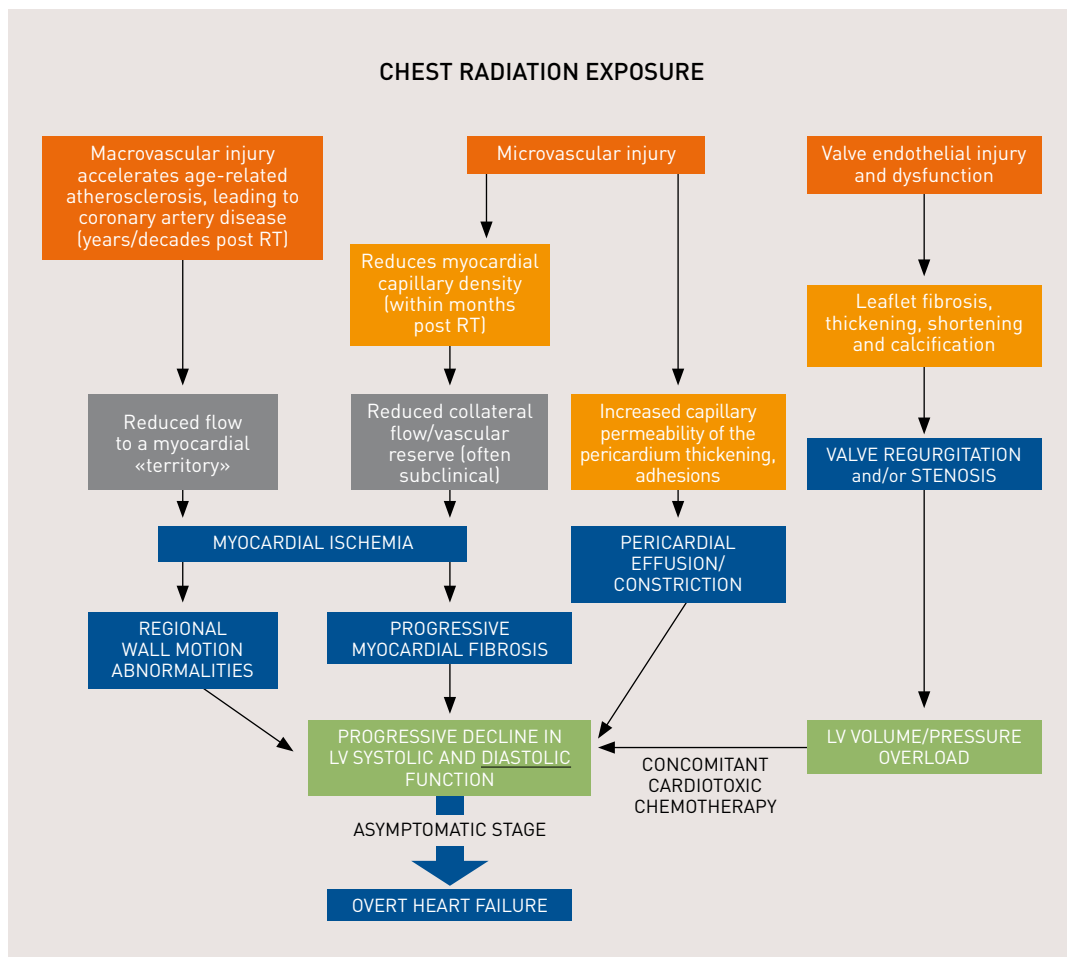 CHEST RADIATION EXPOSURE
Macrovascular injury
accelerates age-related
atherosclerosis, leading to
coronary artery disease
(years/decades post RT)
Microvascular injury
Valve endothelial injury
and dysfunction
Reduces myocardial
capillary density
(within months
post RT)
Leaflet fibrosis,
thickening, shortening
and calcification
Reduced flow
to a myocardial
«territory»
Reduced collateral
flow/vascular
reserve (often
subclinical)
Increased capillary
permeability of the
pericardium thickening,
adhesions
VALVE REGURGITATION
and/or STENOSIS
MYOCARDIAL ISCHEMIA
PERICARDIAL
EFFUSION/
CONSTRICTION
REGIONAL
WALL MOTION
ABNORMALITIES
PROGRESSIVE
MYOCARDIAL FIBROSIS
PROGRESSIVE DECLINE IN
LV SYSTOLIC AND DIASTOLIC
FUNCTION
LV VOLUME/PRESSURE
OVERLOAD
CONCOMITANT
CARDIOTOXIC
CHEMOTHERAPY
ASYMPTOMATIC STAGE
OVERT HEART FAILURE